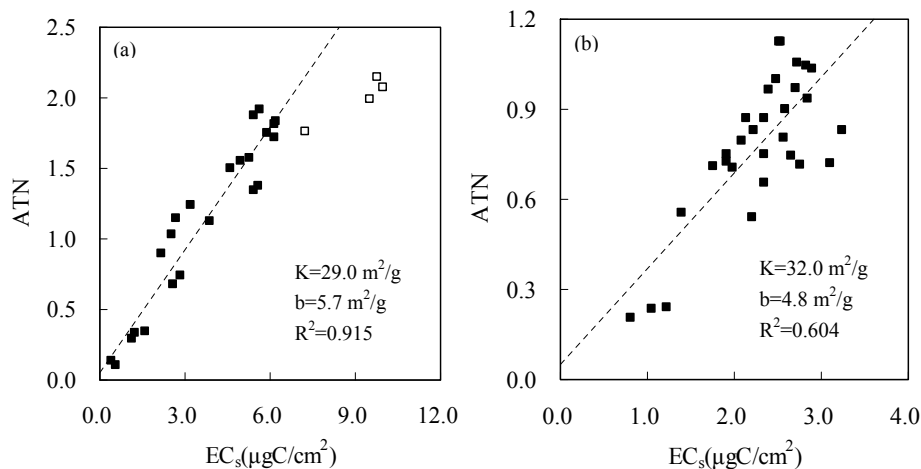 (a)
2.5
2.0
1.5
1.0
0.5
0.0
ATN
K=29.0 m²/g
b=5.7 m²/g
R²=0.915
0.0 3.0 6.0 9.0 12.0
ECₛ(μgC/cm²)
(b)
1.2
0.9
0.6
0.3
0.0
ATN
K=32.0 m²/g
b=4.8 m²/g
R²=0.604
0.0 1.0 2.0 3.0 4.0
ECₛ(μgC/cm²)